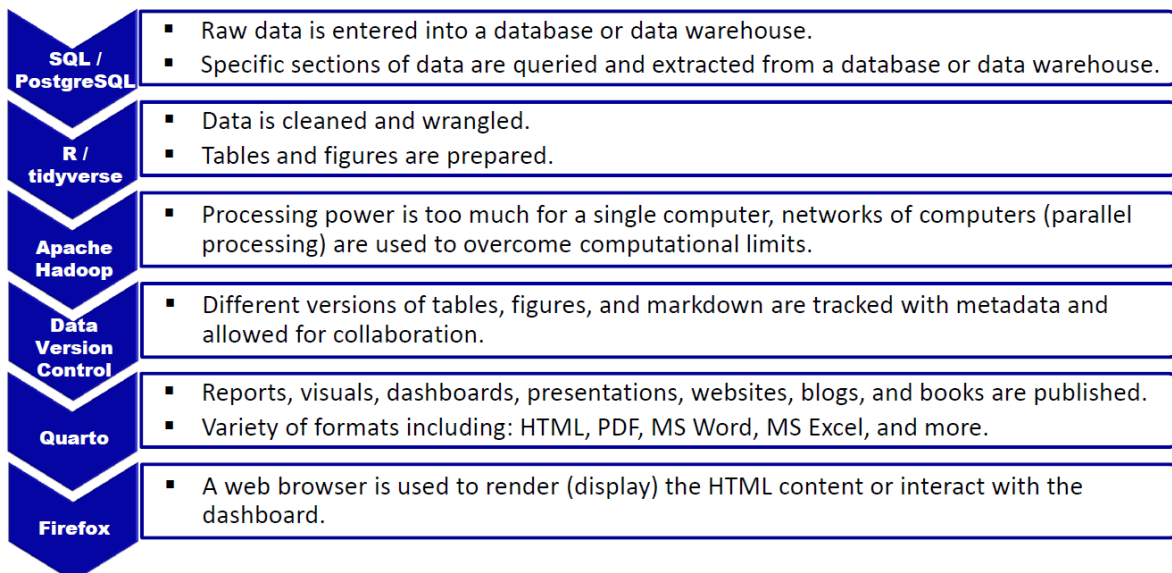 SQL /
PostgreSQL
▪ Raw data is entered into a database or data warehouse.
▪ Specific sections of data are queried and extracted from a database or data warehouse.
R /
tidyverse
▪ Data is cleaned and wrangled.
▪ Tables and figures are prepared.
Apache
Hadoop
▪ Processing power is too much for a single computer, networks of computers (parallel
processing) are used to overcome computational limits.
Data
Version
Control
▪ Different versions of tables, figures, and markdown are tracked with metadata and
allowed for collaboration.
Quarto
▪ Reports, visuals, dashboards, presentations, websites, blogs, and books are published.
▪ Variety of formats including: HTML, PDF, MS Word, MS Excel, and more.
Firefox
▪ A web browser is used to render (display) the HTML content or interact with the
dashboard.